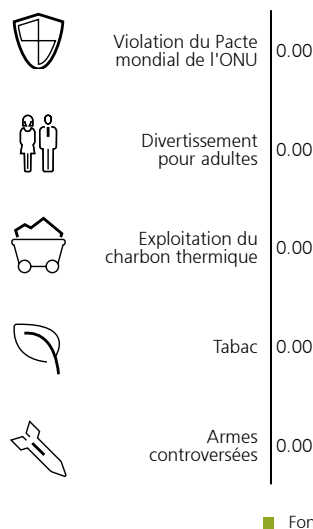 Violation du Pacte
mondial de l'ONU
0.00
Divertissement
pour adultes
0.00
Exploitation du
charbon thermique
0.00
Tabac
0.00
Armes
controversées
0.00